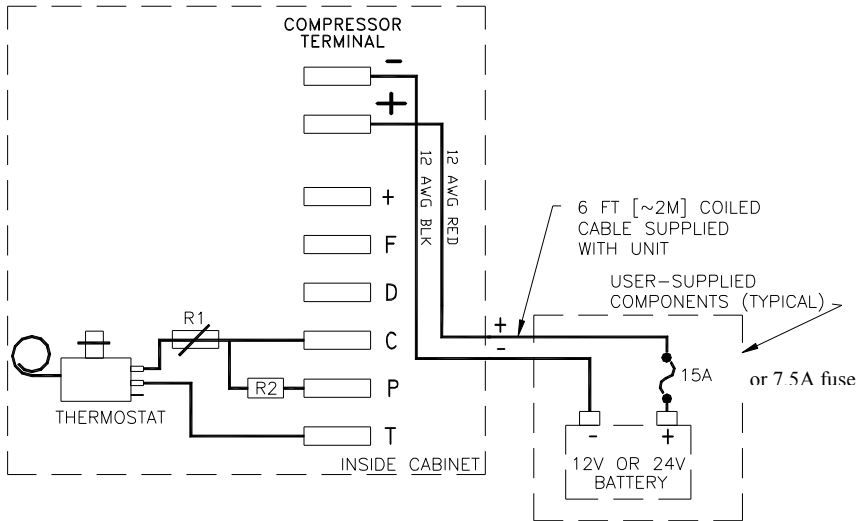 COMPRESSOR
TERMINAL
-
+
12 AWG BLK
12 AWG RED
+
F
D
C
P
T
R1
R2
THERMOSTAT
INSIDE CABINET
6 FT [~2M] COILED
CABLE SUPPLIED
WITH UNIT
USER-SUPPLIED
COMPONENTS (TYPICAL)
+
-
15A
or 7.5A fuse
- +
12V OR 24V
BATTERY